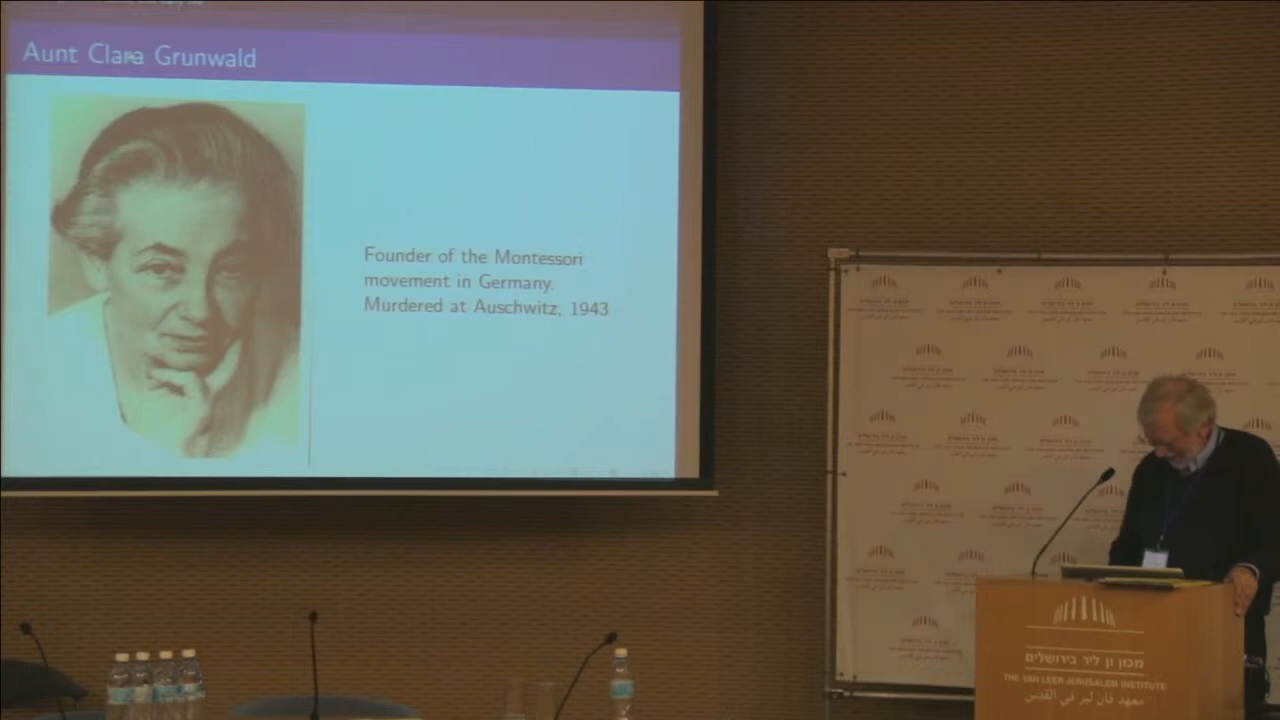 Aunt Clara Grunwald
Founder of the Montessori
movement in Germany.
Murdered at Auschwitz, 1943
מכון ון ליר בירושלים
THE VAN LEER JERUSALEM INSTITUTE
معهد فان لير في القدس